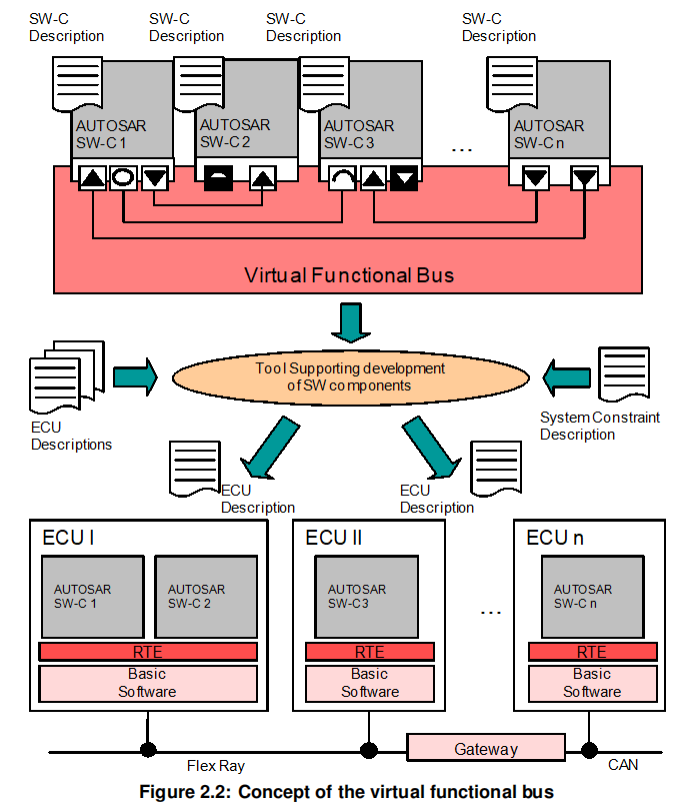 SW-C
Description
SW-C
Description
SW-C
Description
SW-C
Description
AUTOSAR
SW-C 1
AUTOSAR
SW-C 2
AUTOSAR
SW-C 3
...
AUTOSAR
SW-C n
Virtual Functional Bus
Tool Supporting development
of SW components
ECU
Descriptions
System Constraint
Description
ECU
Description
ECU
Description
ECU I
AUTOSAR
SW-C 1
AUTOSAR
SW-C 2
RTE
Basic
Software
ECU II
AUTOSAR
SW-C 3
RTE
Basic
Software
...
ECU n
AUTOSAR
SW-C n
RTE
Basic
Software
Flex Ray
Gateway
CAN
Figure 2.2: Concept of the virtual functional bus